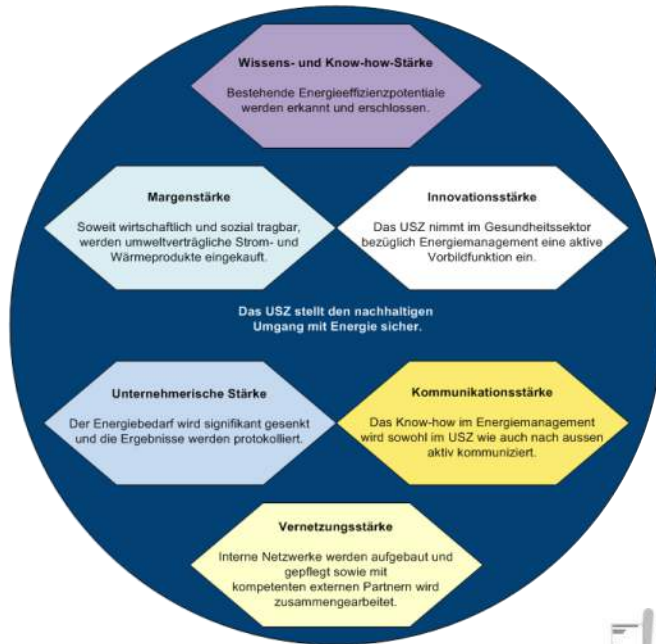 Wissens- und Know-how-Stärke
Bestehende Energieeffizienzpotentiale
werden erkannt und erschlossen.
Margenstärke
Soweit wirtschaftlich und sozial tragbar,
werden umweltverträgliche Strom- und
Wärmeprodukte eingekauft.
Innovationsstärke
Das USZ nimmt im Gesundheitssektor
bezüglich Energiemanagement eine aktive
Vorbildfunktion ein.
Das USZ stellt den nachhaltigen
Umgang mit Energie sicher.
Unternehmerische Stärke
Der Energiebedarf wird signifikant gesenkt
und die Ergebnisse werden protokolliert.
Kommunikationsstärke
Das Know-how im Energiemanagement
wird sowohl im USZ wie auch nach aussen
aktiv kommuniziert.
Vernetzungsstärke
Interne Netzwerke werden aufgebaut und
gepflegt sowie mit
kompetenten externen Partnern wird
zusammengearbeitet.